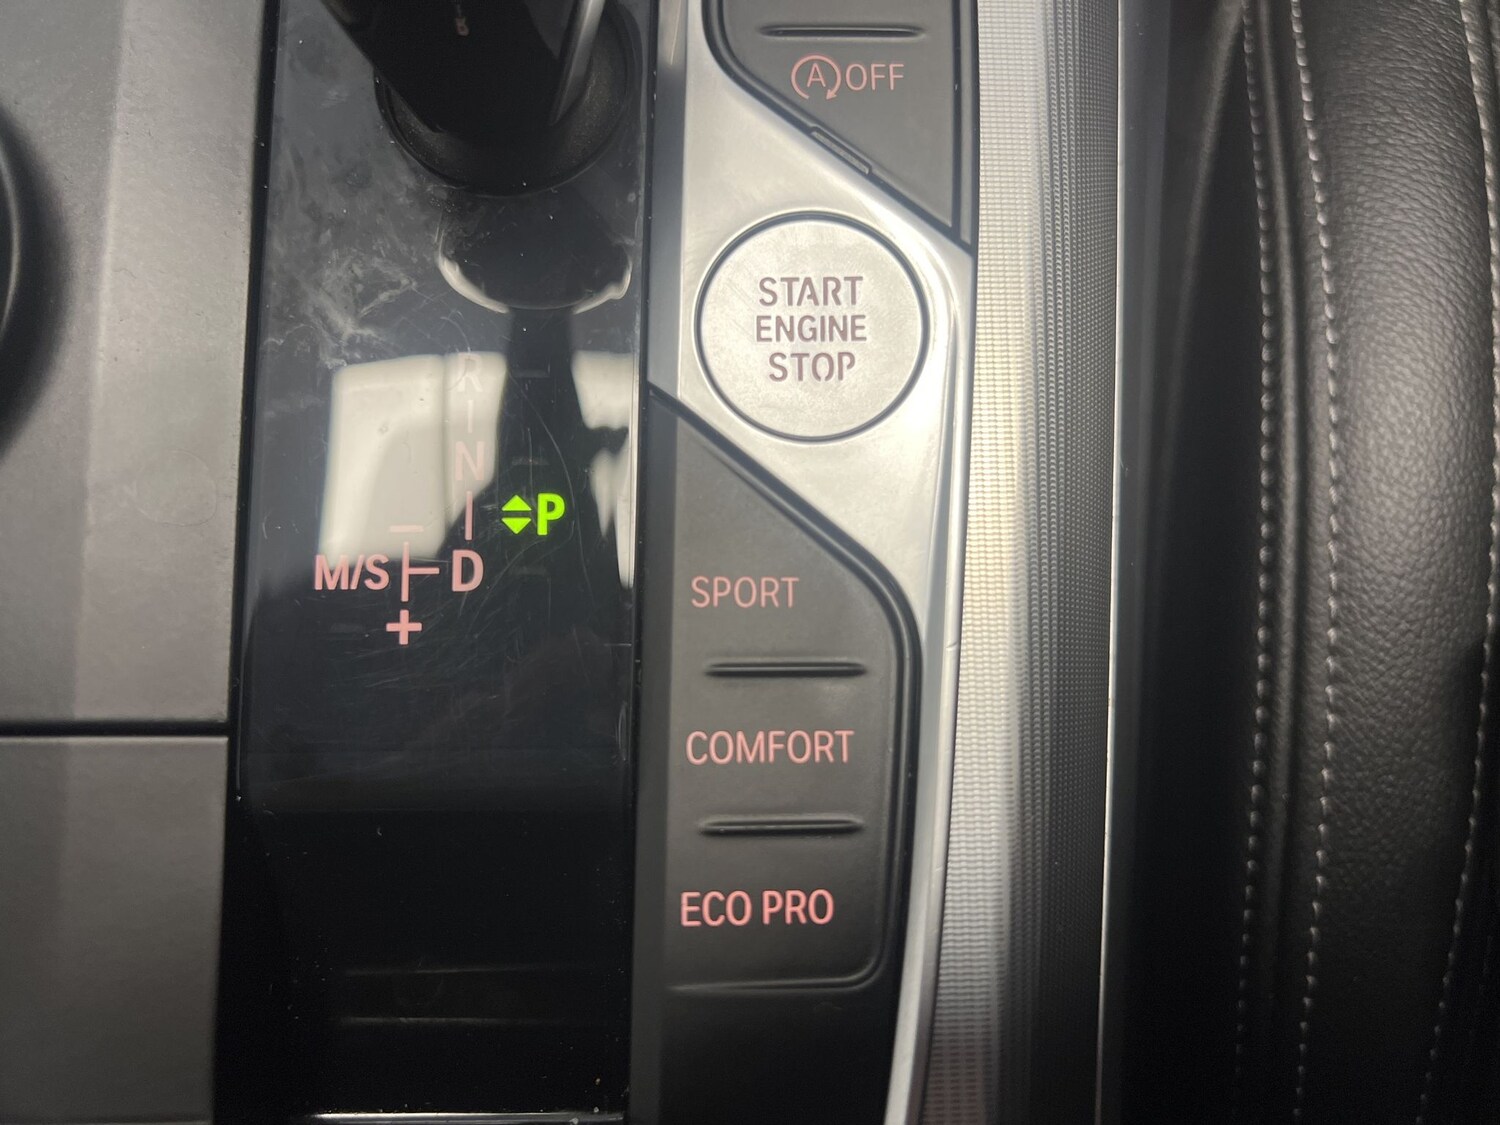 A OFF
START
ENGINE
STOP
R
N
P
M/S
D
+
SPORT
COMFORT
ECO PRO